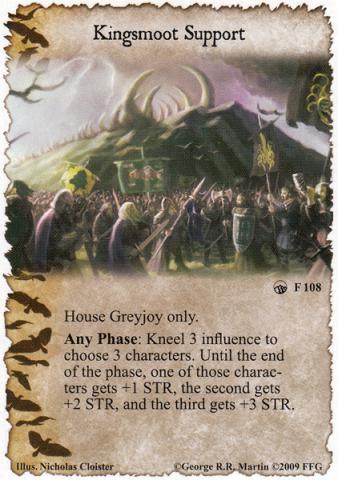 Kingsmoot Support
F 108
House Greyjoy only.
Any Phase: Kneel 3 influence to
choose 3 characters. Until the end
of the phase, one of those charac-
ters gets +1 STR, the second gets
+2 STR, and the third gets +3 STR.
Illus. Nicholas Cloister ©George R.R. Martin ©2009 FFG